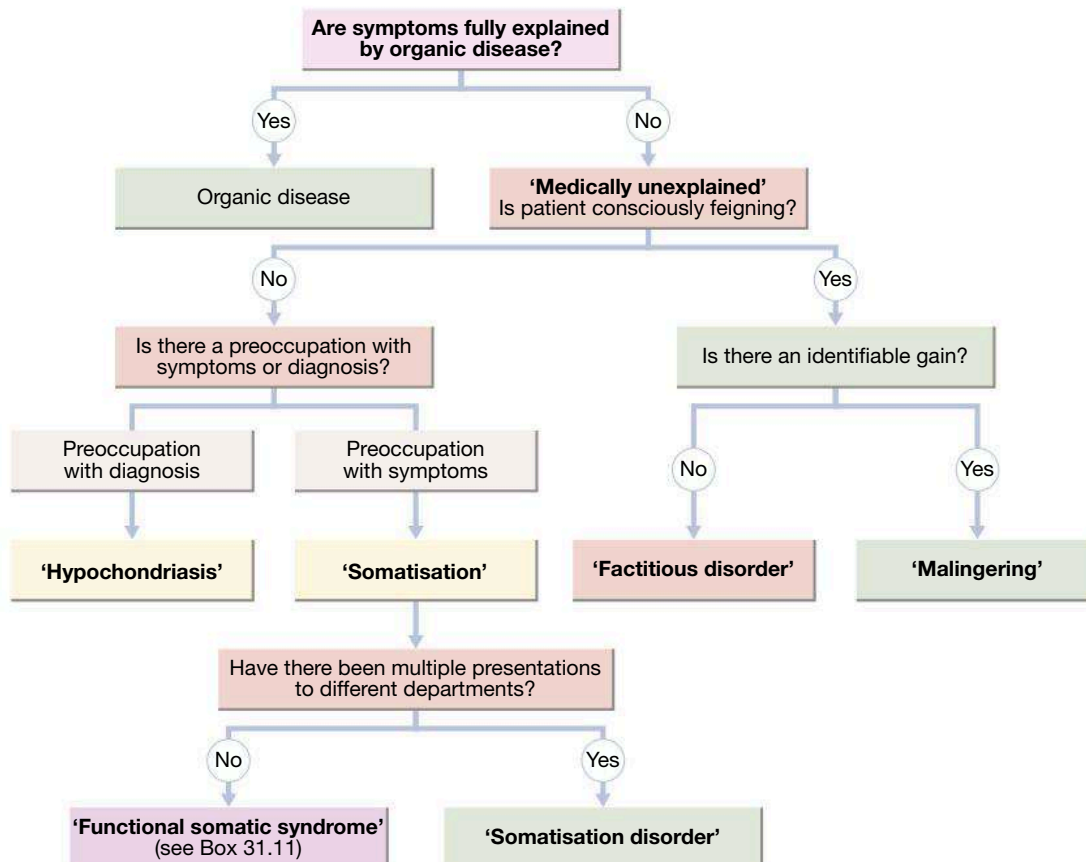 Are symptoms fully explained
by organic disease?
Yes
No
Organic disease
‘Medically unexplained’
Is patient consciously feigning?
No
Yes
Is there a preoccupation with
symptoms or diagnosis?
Is there an identifiable gain?
Preoccupation
with diagnosis
Preoccupation
with symptoms
No
Yes
‘Hypochondriasis’
‘Somatisation’
‘Factitious disorder’
‘Malingering’
Have there been multiple presentations
to different departments?
No
Yes
‘Functional somatic syndrome’
(see Box 31.11)
‘Somatisation disorder’